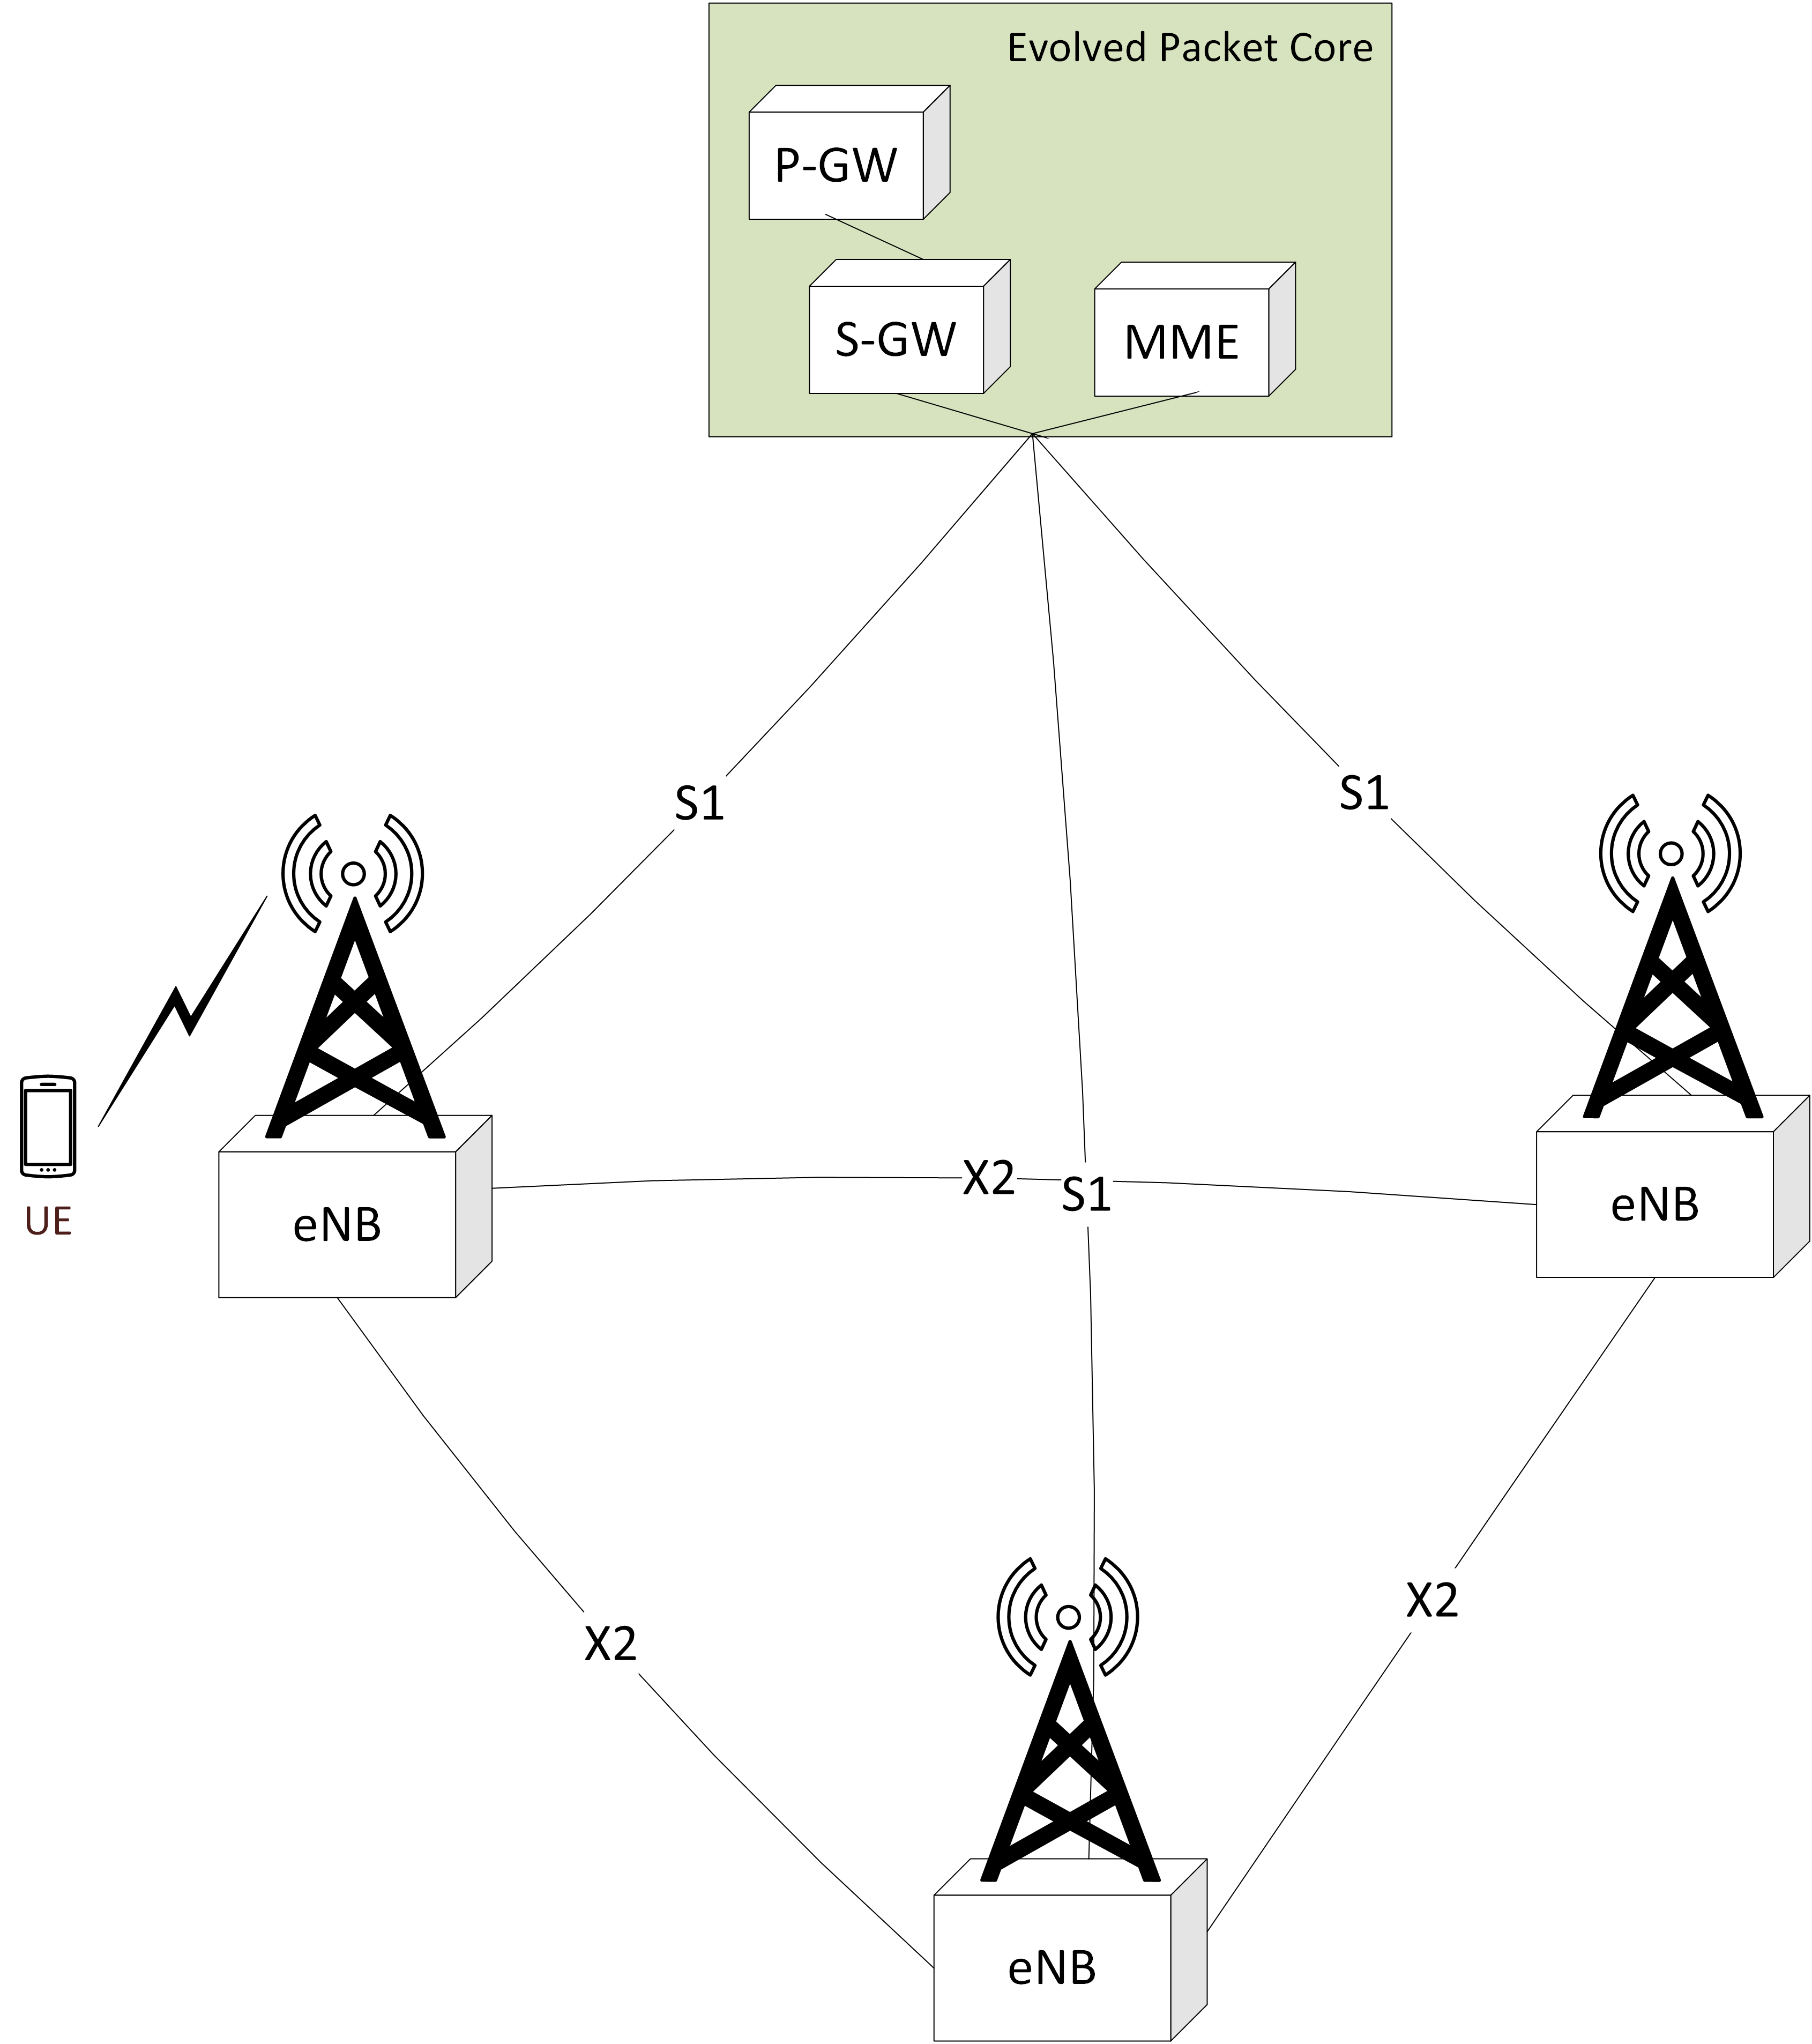 Evolved Packet Core
P-GW
S-GW
MME
S1
S1
X2
S1
UE
eNB
eNB
X2
X2
eNB